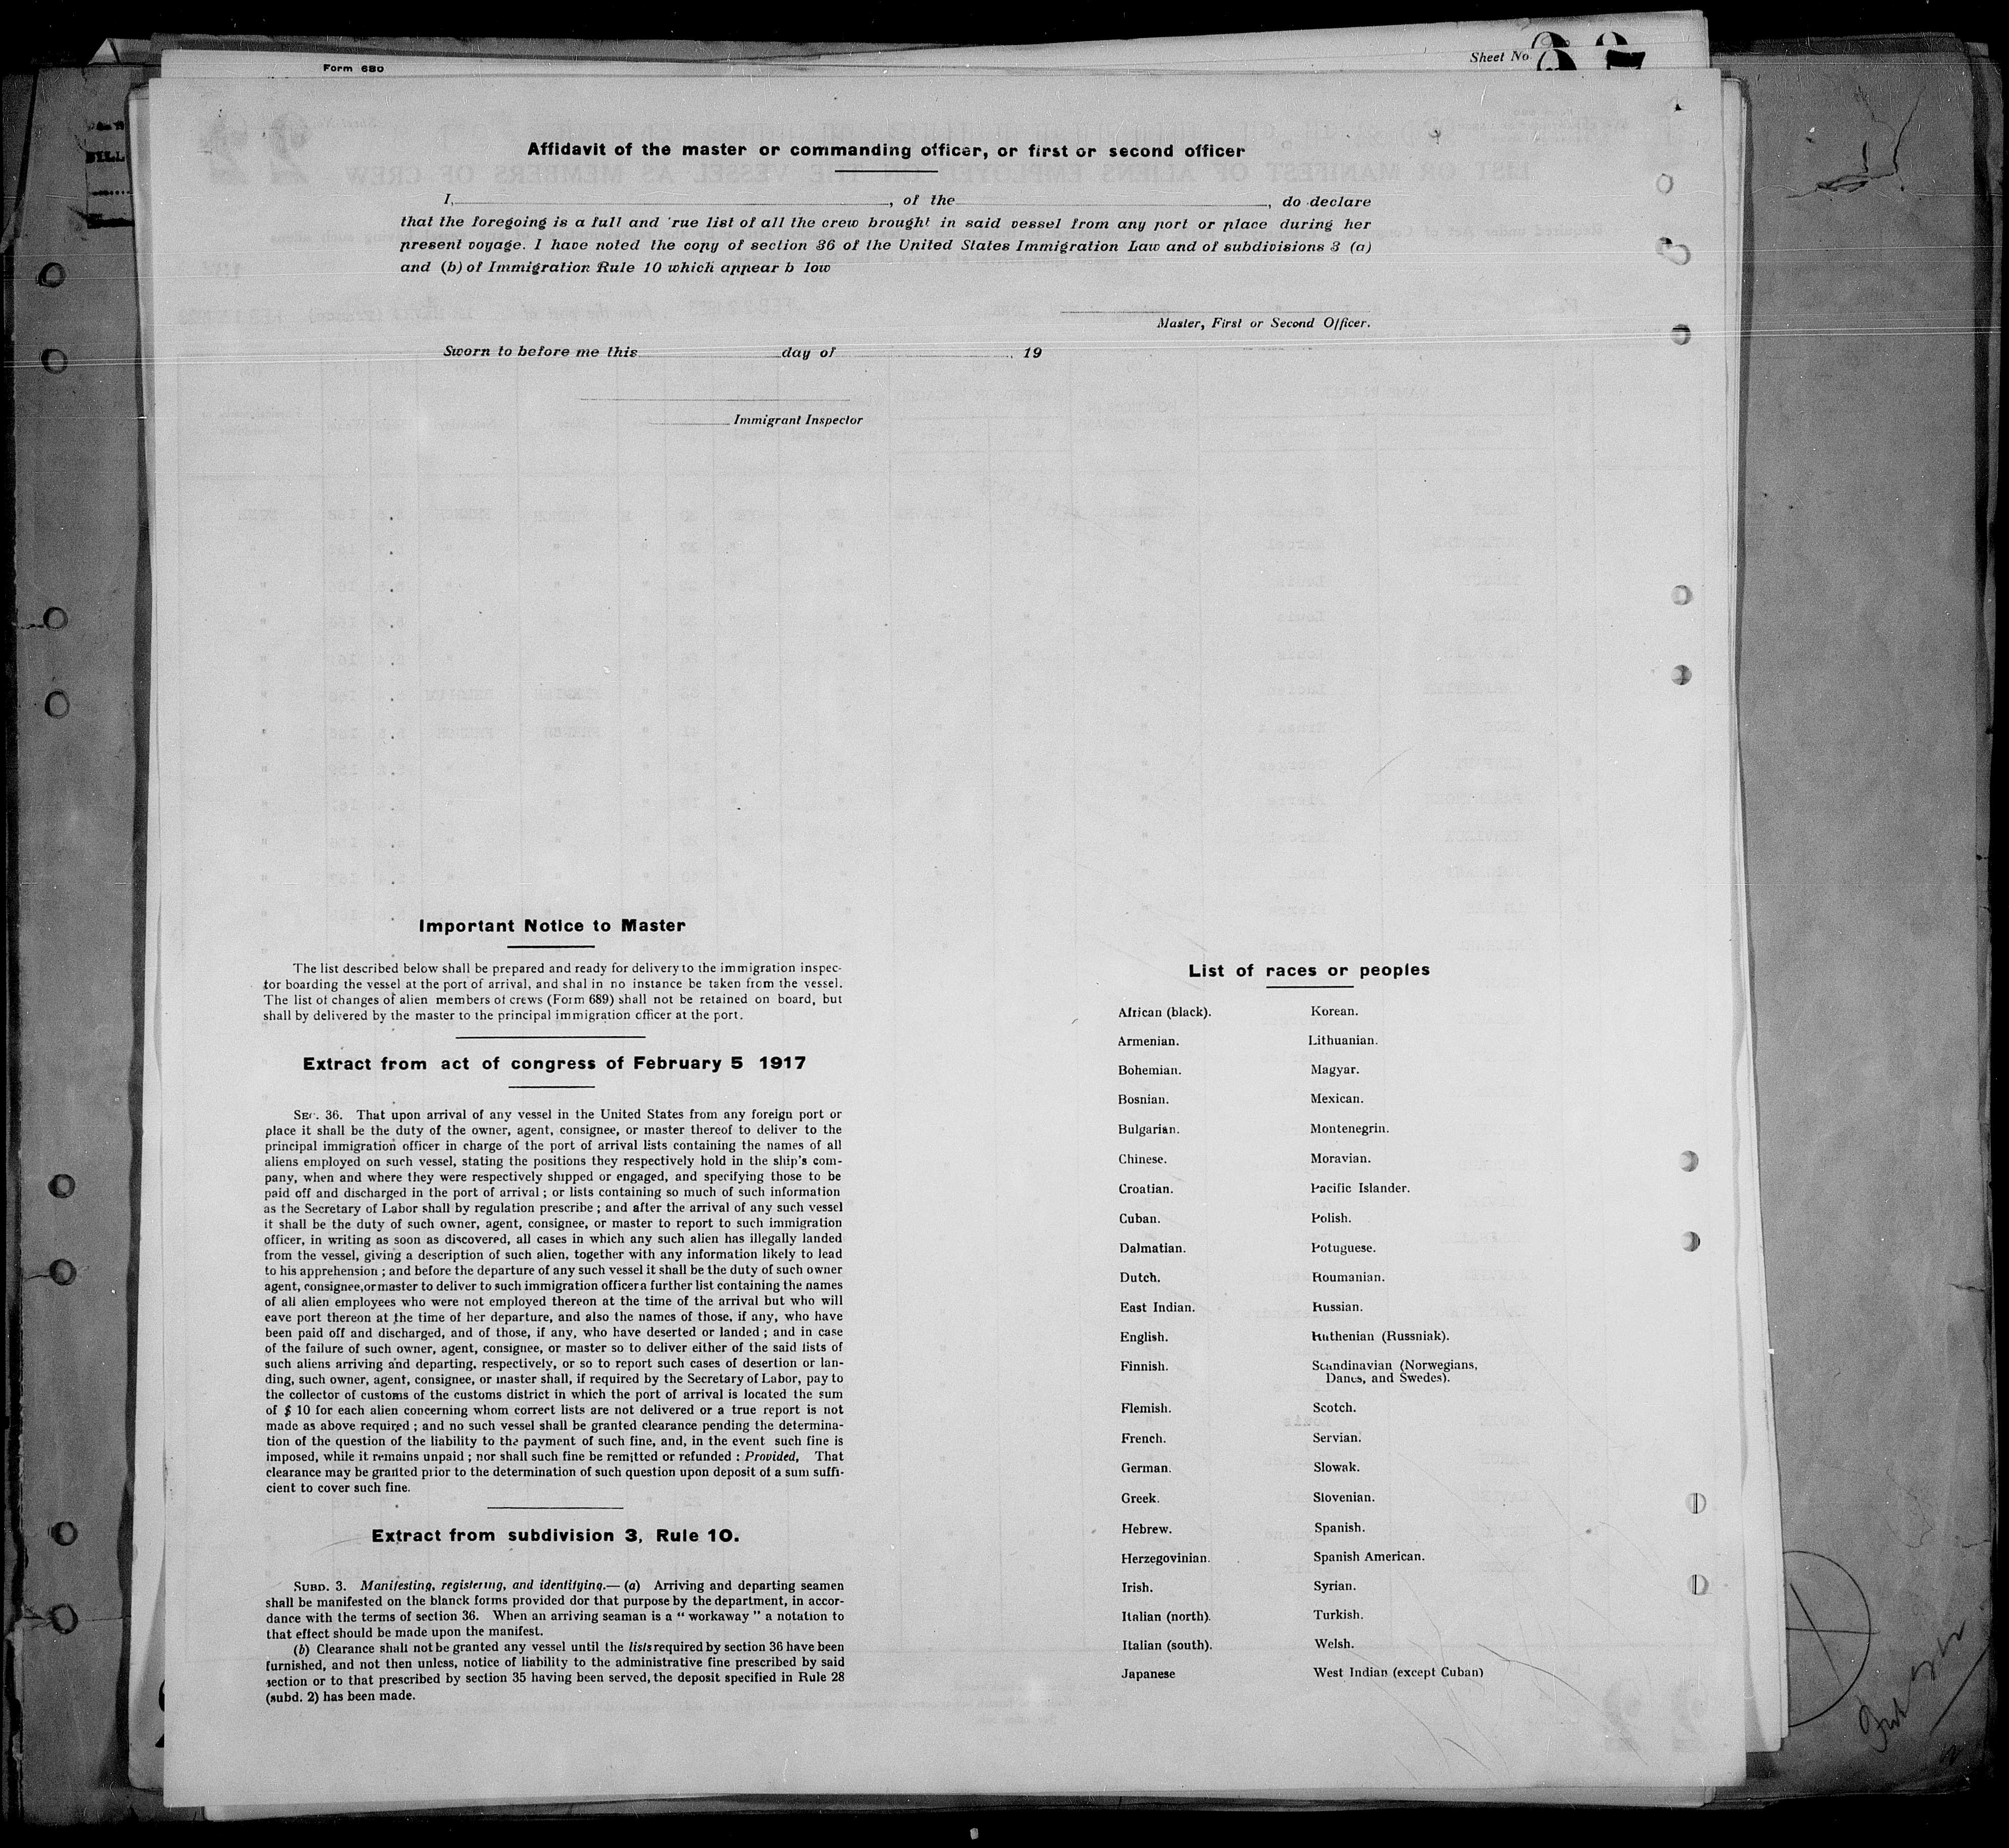 Form 680
Sheet No
Affidavit of the master or commanding officer, or first or second officer
I, , of the , do declare
that the foregoing is a full and 'rue list of all the crew brought in said vessel from any port or place during her
present voyage. I have noted the copy of section 36 of the United States Immigration Law and of subdivisions 3 (a)
and (b) of Immigration Rule 10 which appear b low
Master, First or Second Officer.
Sworn to before me this day of , 19
Immigrant Inspector
Important Notice to Master
The list described below shall be prepared and ready for delivery to the immigration inspec-
tor boarding the vessel at the port of arrival, and shal in no instance be taken from the vessel.
The list of changes of alien members of crews (Form 689) shall not be retained on board, but
shall by delivered by the master to the principal immigration officer at the port.
Extract from act of congress of February 5 1917
SEC. 36. That upon arrival of any vessel in the United States from any foreign port or
place it shall be the duty of the owner, agent, consignee, or master thereof to deliver to the
principal immigration officer in charge of the port of arrival lists containing the names of all
aliens employed on such vessel, stating the positions they respectively hold in the ship's com-
pany, when and where they were respectively shipped or engaged, and specifying those to be
paid off and discharged in the port of arrival ; or lists containing so much of such information
as the Secretary of Labor shall by regulation prescribe ; and after the arrival of any such vessel
it shall be the duty of such owner, agent, consignee, or master to report to such immigration
officer, in writing as soon as discovered, all cases in which any such alien has illegally landed
from the vessel, giving a description of such alien, together with any information likely to lead
to his apprehension ; and before the departure of any such vessel it shall be the duty of such owner
agent, consignee, or master to deliver to such immigration officer a further list containing the names
of all alien employees who were not employed thereon at the time of the arrival but who will
eave port thereon at the time of her departure, and also the names of those, if any, who have
been paid off and discharged, and of those, if any, who have deserted or landed ; and in case
of the failure of such owner, agent, consignee, or master so to deliver either of the said lists of
such aliens arriving and departing, respectively, or so to report such cases of desertion or lan-
ding, such owner, agent, consignee, or master shall, if required by the Secretary of Labor, pay to
the collector of customs of the customs district in which the port of arrival is located the sum
of $ 10 for each alien concerning whom correct lists are not delivered or a true report is not
made as above required ; and no such vessel shall be granted clearance pending the determina-
tion of the question of the liability to the payment of such fine, and, in the event such fine is
imposed, while it remains unpaid ; nor shall such fine be remitted or refunded : Provided, That
clearance may be granted prior to the determination of such question upon deposit of a sum suffi-
cient to cover such fine.
Extract from subdivision 3, Rule 10.
SUBD. 3. Manifesting, registering, and identifying.— (a) Arriving and departing seamen
shall be manifested on the blanck forms provided dor that purpose by the department, in accor-
dance with the terms of section 36. When an arriving seaman is a “ workaway ” a notation to
that effect should be made upon the manifest.
(b) Clearance shall not be granted any vessel until the lists required by section 36 have been
furnished, and not then unless, notice of liability to the administrative fine prescribed by said
section or to that prescribed by section 35 having been served, the deposit specified in Rule 28
(subd. 2) has been made.
List of races or peoples
African (black).
Armenian.
Bohemian.
Bosnian.
Bulgarian.
Chinese.
Croatian.
Cuban.
Dalmatian.
Dutch.
East Indian.
English.
Finnish.
Flemish.
French.
German.
Greek.
Hebrew.
Herzegovinian.
Irish.
Italian (north).
Italian (south).
Japanese
Korean.
Lithuanian.
Magyar.
Mexican.
Montenegrin.
Moravian.
Pacific Islander.
Polish.
Potuguese.
Roumanian.
Russian.
Ruthenian (Russniak).
Scandinavian (Norwegians,
Danes, and Swedes).
Scotch.
Servian.
Slowak.
Slovenian.
Spanish.
Spanish American.
Syrian.
Turkish.
Welsh.
West Indian (except Cuban)